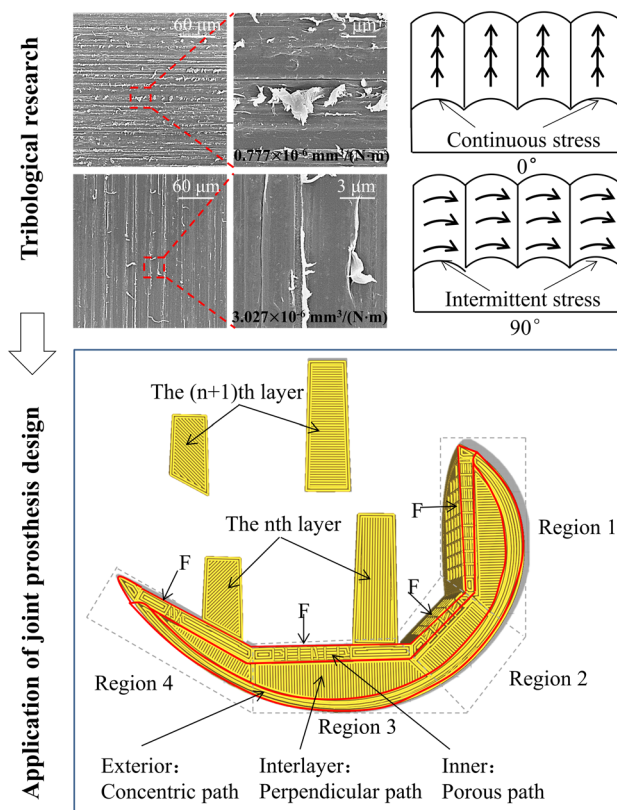 Tribological research
60 μm
μm
0.777×10⁻⁶ mm³/(N·m)
Continuous stress
0°
60 μm
3 μm
3.027×10⁻⁶ mm³/(N·m)
Intermittent stress
90°
Application of joint prosthesis design
The (n+1)th layer
The nth layer
F
F
F
F
Region 1
Region 2
Region 3
Region 4
Exterior:
Concentric path
Interlayer:
Perpendicular path
Inner:
Porous path